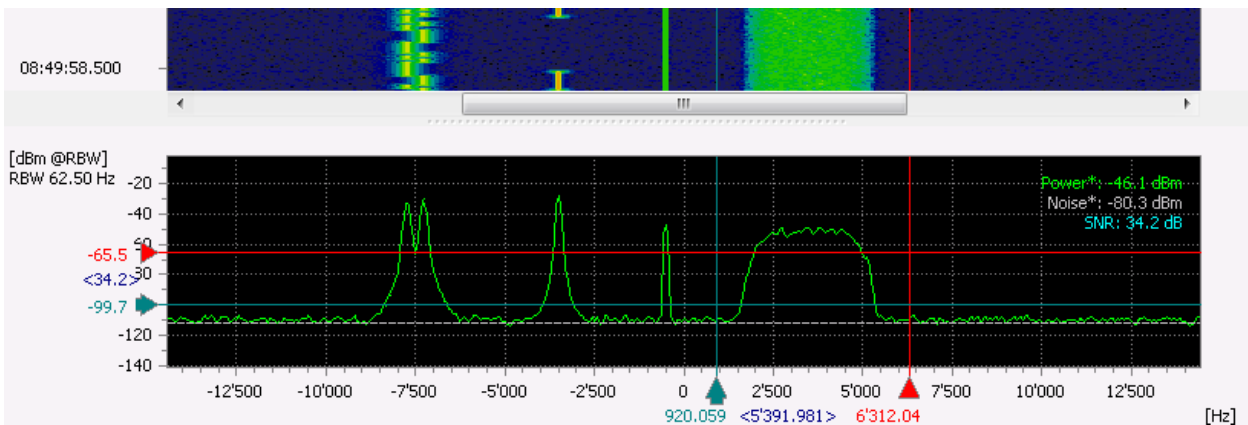 08:49:58.500
[dBm @RBW]
RBW 62.50 Hz
-20
-40
-65.5
<34.2>
-99.7
-120
-140
Power*: -46.1 dBm
Noise*: -80.3 dBm
SNR: 34.2 dB
-12'500 -10'000 -7'500 -5'000 -2'500 0 2'500 5'000 7'500 10'000 12'500
920.059 <5'391.981> 6'312.04 [Hz]